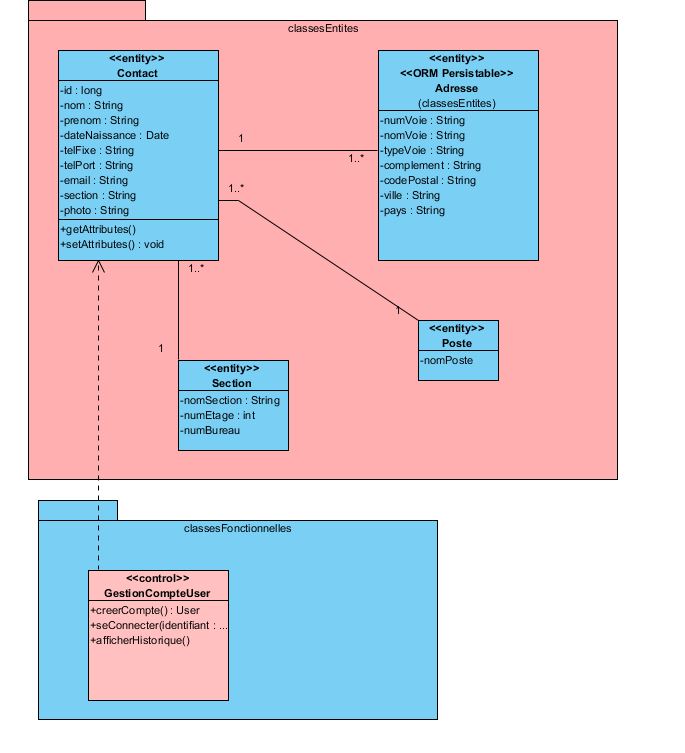 classesEntites
<<entity>>
Contact
-id : long
-nom : String
-prenom : String
-dateNaissance : Date
-telFixe : String
-telPort : String
-email : String
-section : String
-photo : String
+getAttributes()
+setAttributes() : void
<<entity>>
<<ORM Persistable>>
Adresse
(classesEntites)
-numVoie : String
-nomVoie : String
-typeVoie : String
-complement : String
-codePostal : String
-ville : String
-pays : String
1
1..*
1..*
1
1..*
1
<<entity>>
Poste
-nomPoste
<<entity>>
Section
-nomSection : String
-numEtage : int
-numBureau
classesFonctionnelles
<<control>>
GestionCompteUser
+creerCompte() : User
+seConnecter(identifiant : ...
+afficherHistorique()